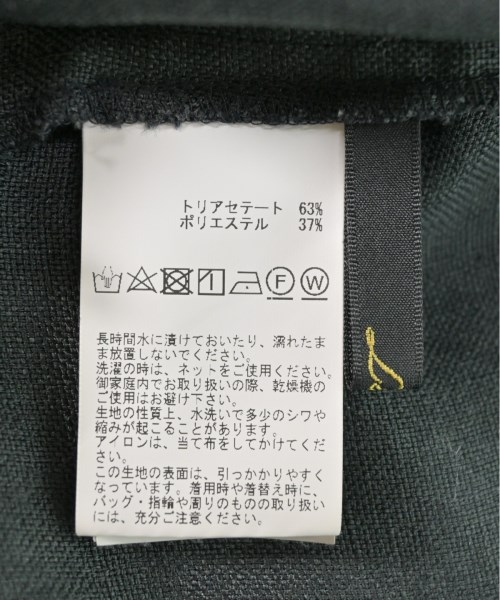 トリアセテート 63%
ポリエステル 37%
F W
長時間水に漬けておいたり、濡れたま
ま放置しないでください。
洗濯の時は、ネットをご使用ください。
御家庭内でお取り扱いの際、乾燥機の
ご使用はお避け下さい。
生地の性質上、水洗いで多少のシワや
縮みが起こることがあります。
アイロンは、当て布をしてかけてください。
この生地の表面は、引っかかりやすく
なっています。着用時や着替え時に、
バッグ・指輪や周りのものの取り扱い
には、充分ご注意ください。